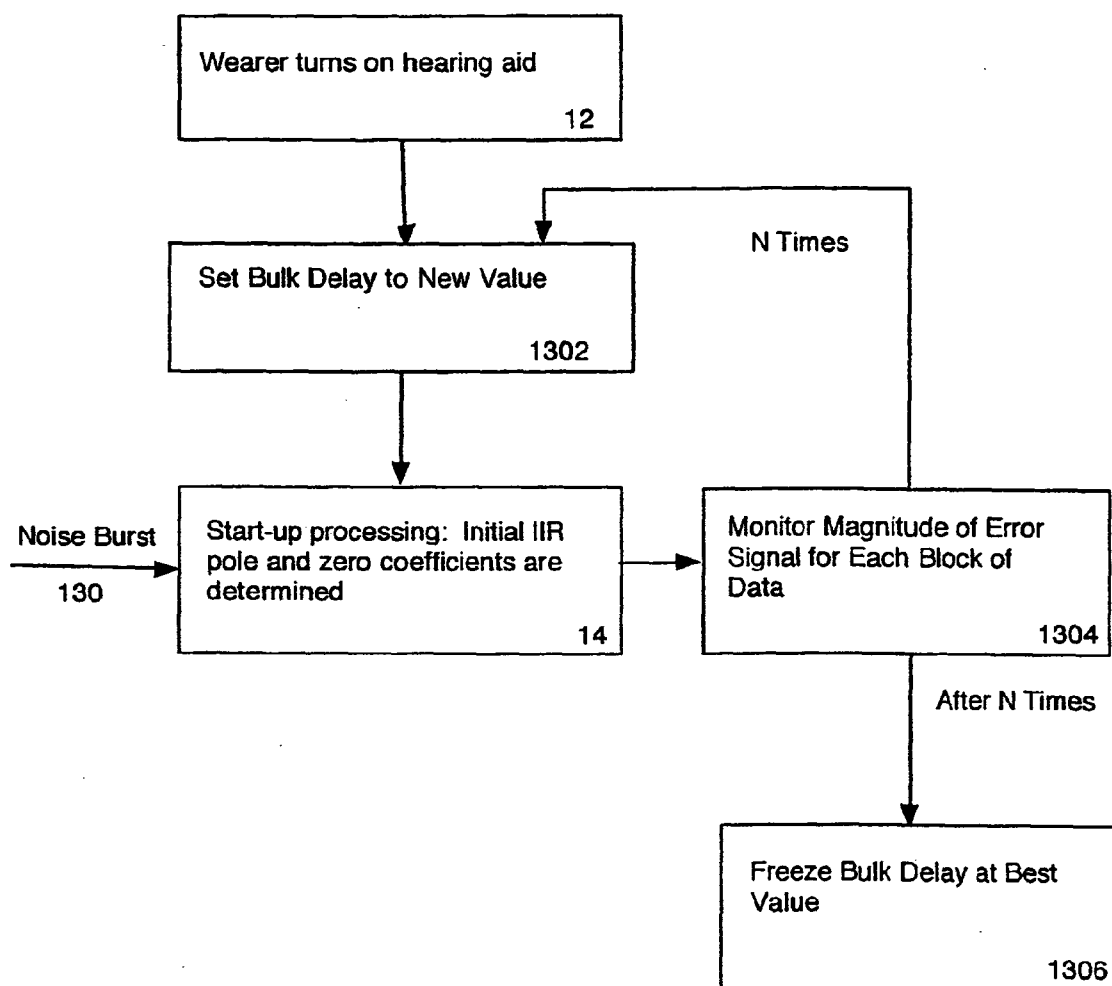 Wearer turns on hearing aid
12
N Times
Set Bulk Delay to New Value
1302
Noise Burst
130
Start-up processing: Initial IIR
pole and zero coefficients are
determined
14
Monitor Magnitude of Error
Signal for Each Block of
Data
1304
After N Times
Freeze Bulk Delay at Best
Value
1306